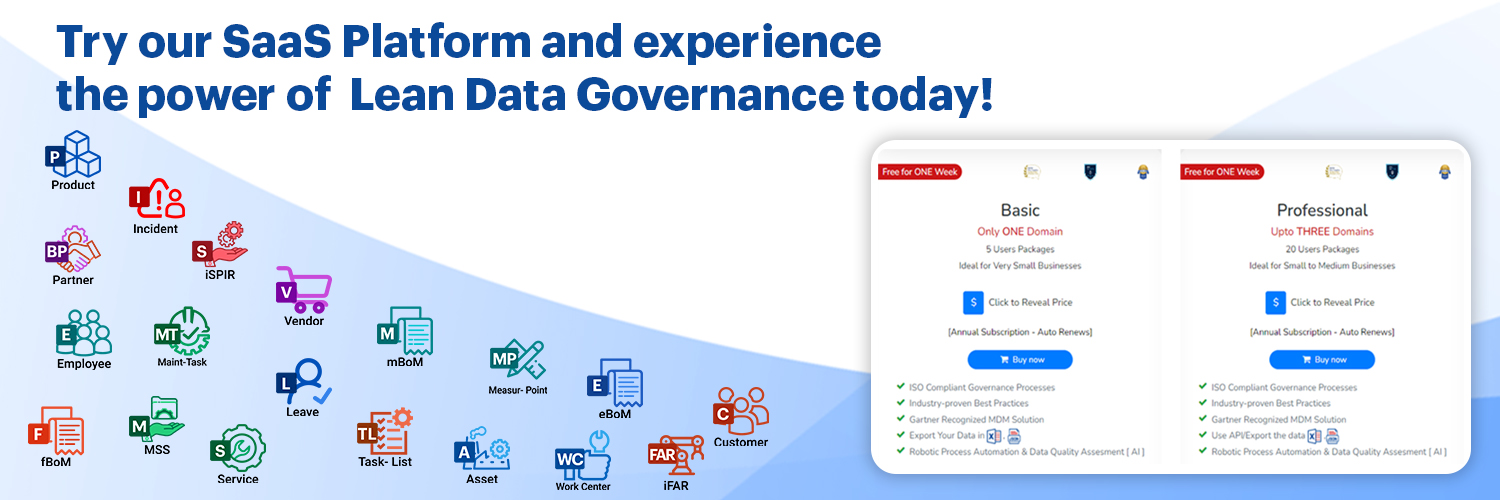 Try our SaaS Platform and experience
the power of Lean Data Governance today!
P
Product
I
Incident
BP
Partner
S
iSPIR
V
Vendor
E
Employee
MT
Maint-Task
M
mBoM
MP
Measur- Point
L
Leave
E
eBoM
F
fBoM
M
MSS
S
Service
TL
Task- List
A
Asset
WC
Work Center
FAR
iFAR
C
Customer
Free for ONE Week
Basic
Only ONE Domain
5 Users Packages
Ideal for Very Small Businesses
$ Click to Reveal Price
[Annual Subscription - Auto Renews]
Buy now
ISO Compliant Governance Processes
Industry-proven Best Practices
Gartner Recognized MDM Solution
Export Your Data in X ,
Robotic Process Automation & Data Quality Assesment [ AI ]
Free for ONE Week
Professional
Upto THREE Domains
20 Users Packages
Ideal for Small to Medium Businesses
$ Click to Reveal Price
[Annual Subscription - Auto Renews]
Buy now
ISO Compliant Governance Processes
Industry-proven Best Practices
Gartner Recognized MDM Solution
Use API/Export the data X
Robotic Process Automation & Data Quality Assesment [ AI ]